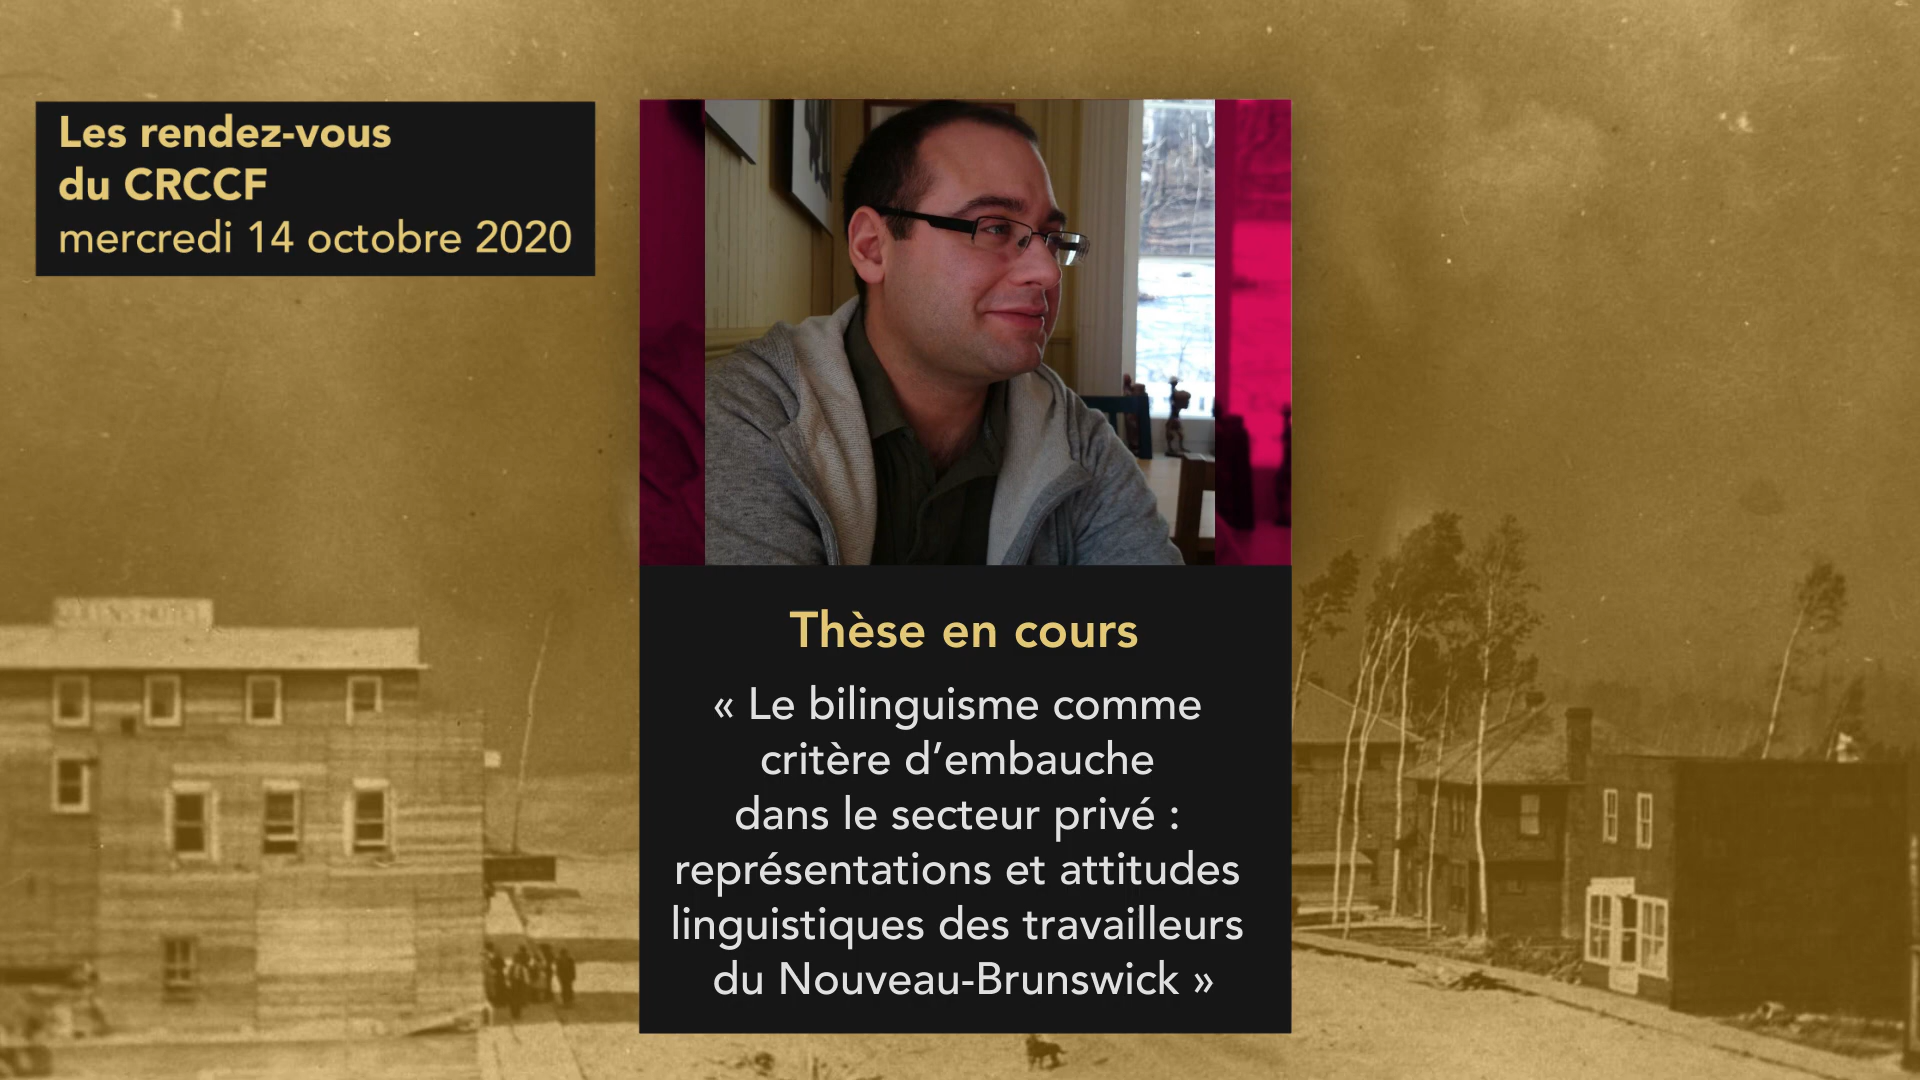 Les rendez-vous
du CRCCF
mercredi 14 octobre 2020
Thèse en cours
« Le bilinguisme comme
critère d’embauche
dans le secteur privé :
représentations et attitudes
linguistiques des travailleurs
du Nouveau-Brunswick »